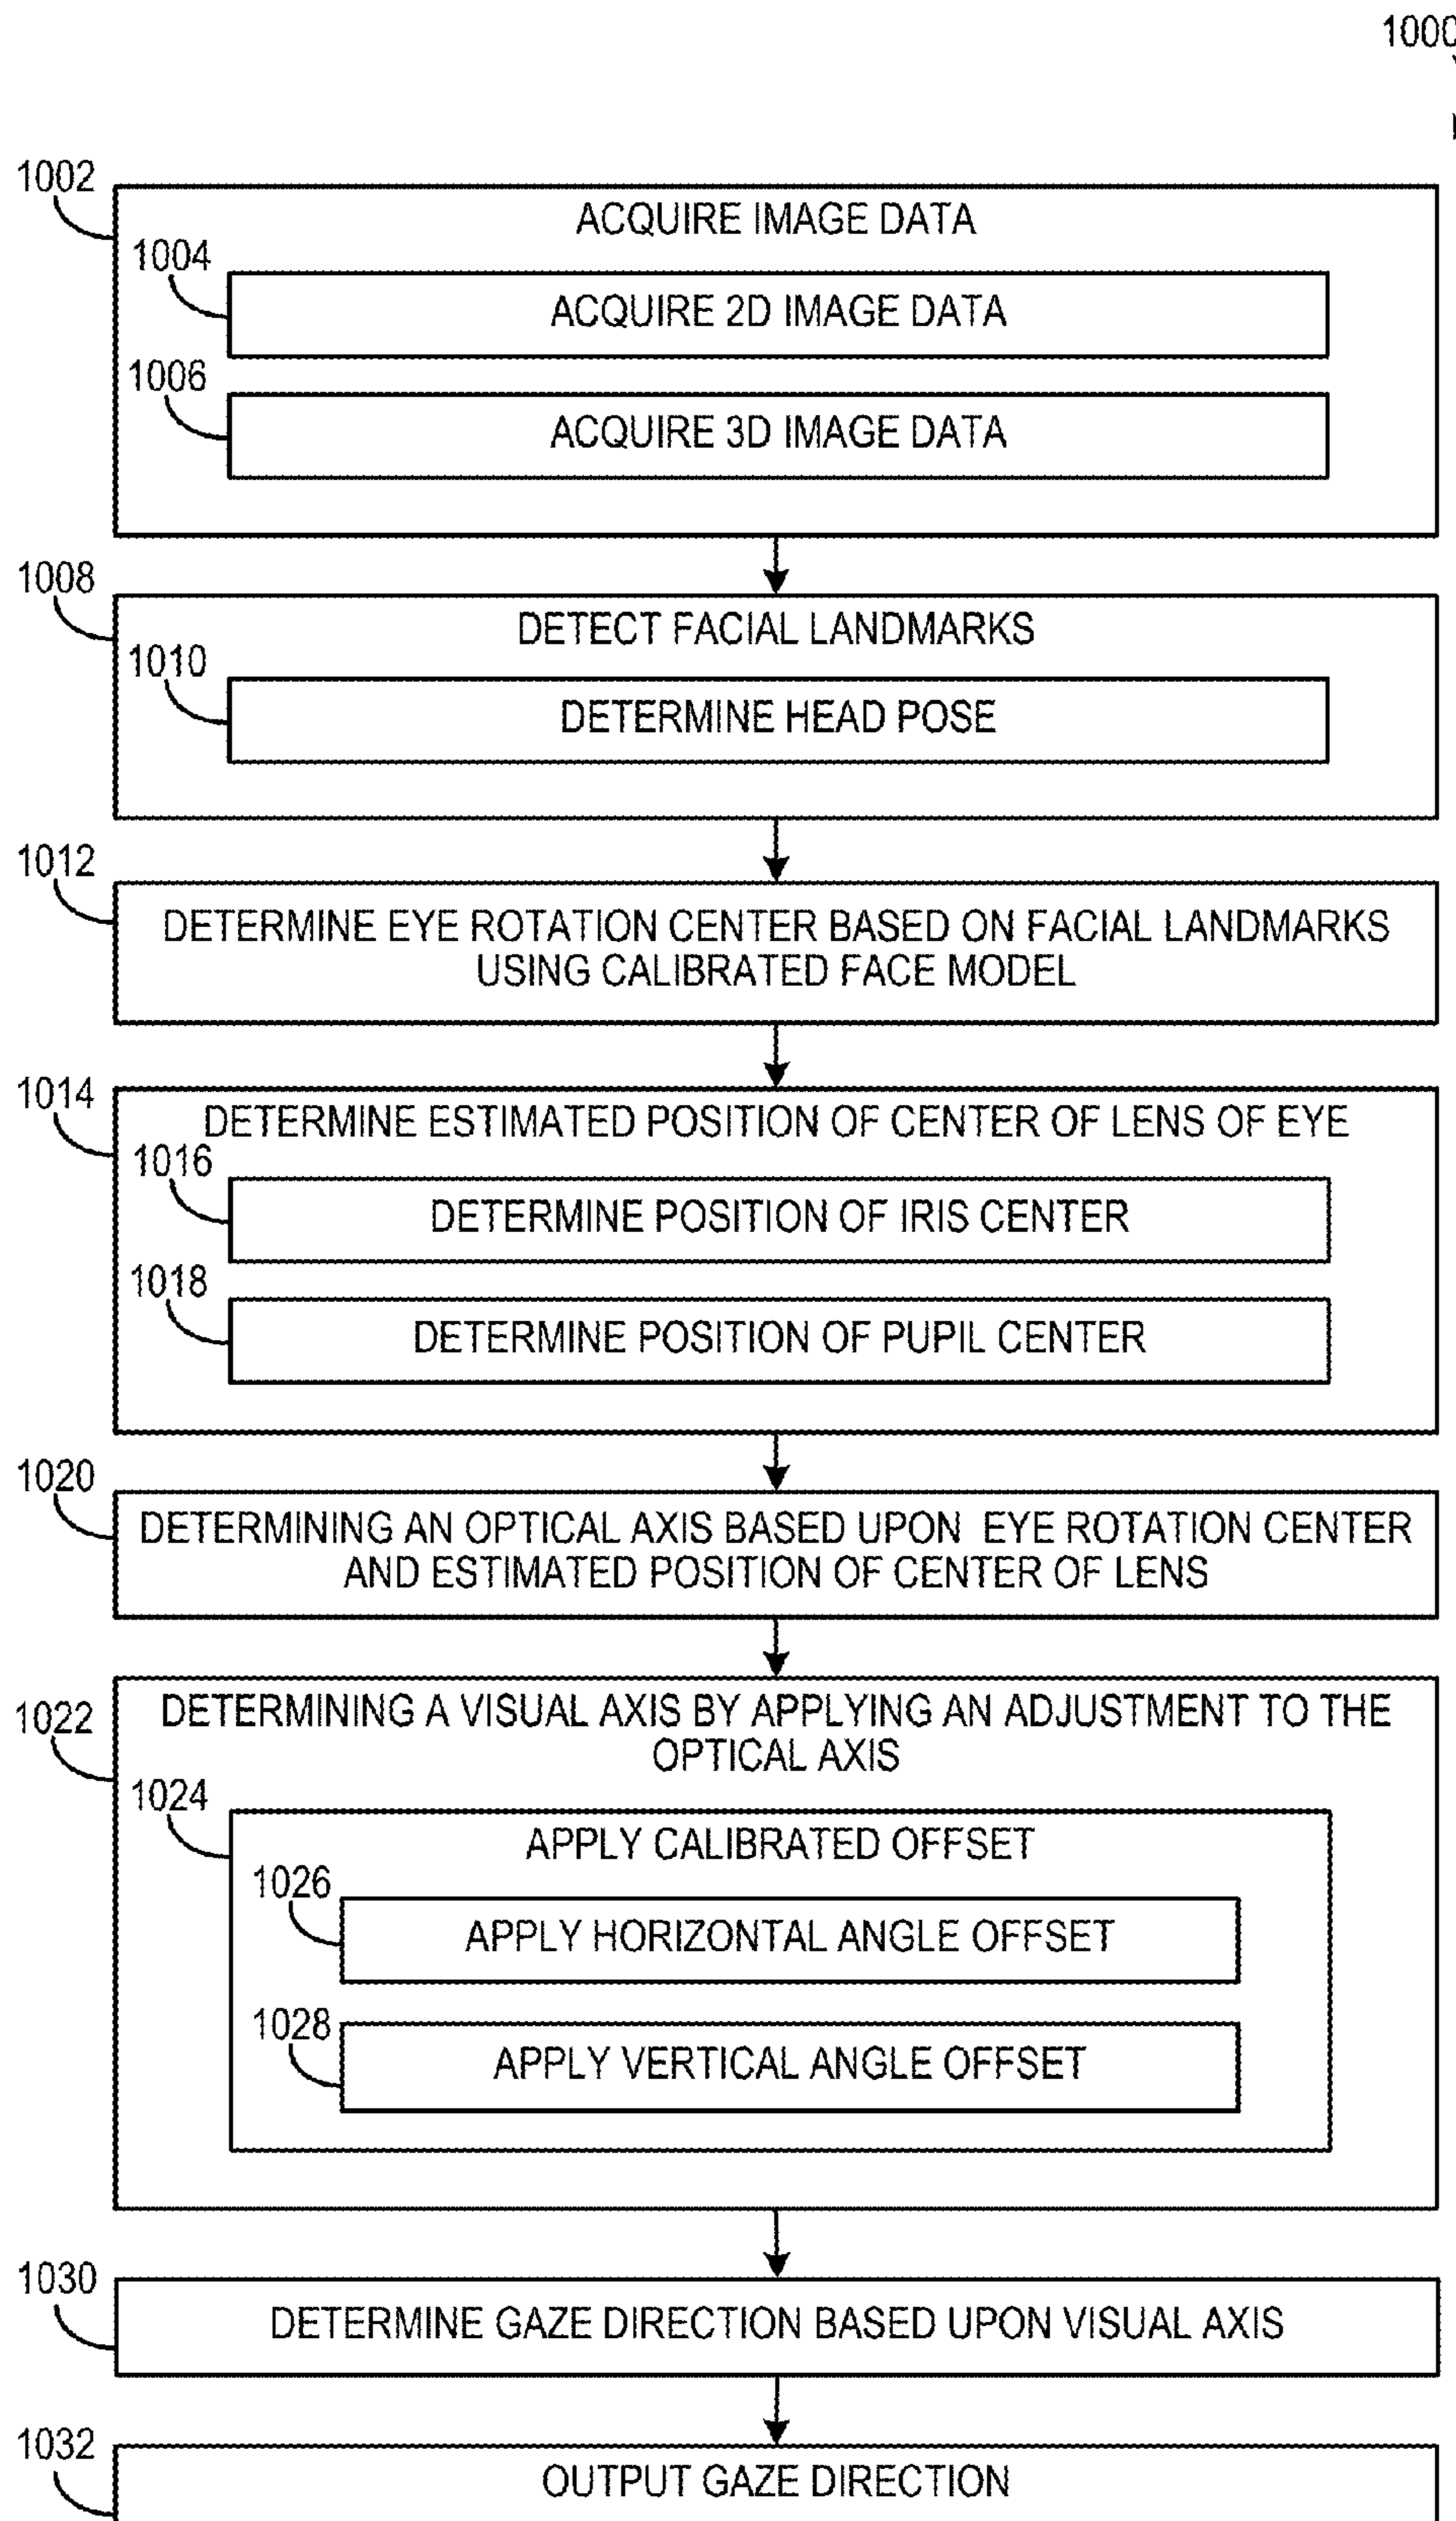 1000
1002
ACQUIRE IMAGE DATA
1004
ACQUIRE 2D IMAGE DATA
1006
ACQUIRE 3D IMAGE DATA
1008
DETECT FACIAL LANDMARKS
1010
DETERMINE HEAD POSE
1012
DETERMINE EYE ROTATION CENTER BASED ON FACIAL LANDMARKS
USING CALIBRATED FACE MODEL
1014
DETERMINE ESTIMATED POSITION OF CENTER OF LENS OF EYE
1016
DETERMINE POSITION OF IRIS CENTER
1018
DETERMINE POSITION OF PUPIL CENTER
1020
DETERMINING AN OPTICAL AXIS BASED UPON EYE ROTATION CENTER
AND ESTIMATED POSITION OF CENTER OF LENS
1022
DETERMINING A VISUAL AXIS BY APPLYING AN ADJUSTMENT TO THE
OPTICAL AXIS
1024
APPLY CALIBRATED OFFSET
1026
APPLY HORIZONTAL ANGLE OFFSET
1028
APPLY VERTICAL ANGLE OFFSET
1030
DETERMINE GAZE DIRECTION BASED UPON VISUAL AXIS
1032
OUTPUT GAZE DIRECTION